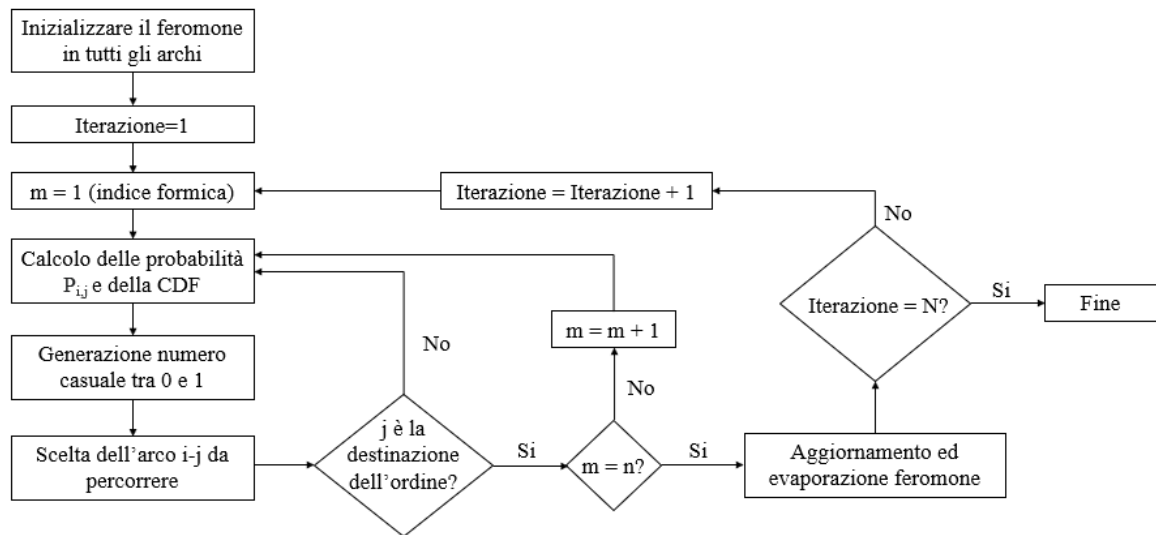 Inizializzare il feromone
in tutti gli archi
Iterazione=1
m = 1 (indice formica)
Iterazione = Iterazione + 1
No
Calcolo delle probabilità
Pi,j e della CDF
Iterazione = N?
Si
Fine
m = m + 1
No
Generazione numero
casuale tra 0 e 1
No
Scelta dell'arco i-j da
percorrere
j è la
destinazione
dell'ordine?
Si
m = n?
Si
Aggiornamento ed
evaporazione feromone